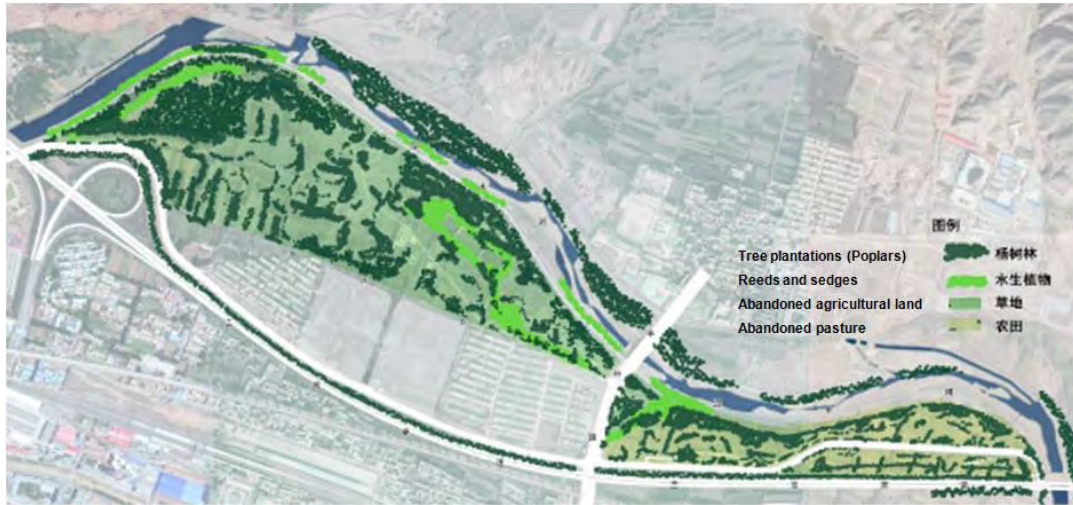 图例
Tree plantations (Poplars) 杨树林
Reeds and sedges 水生植物
Abandoned agricultural land 草地
Abandoned pasture 农田